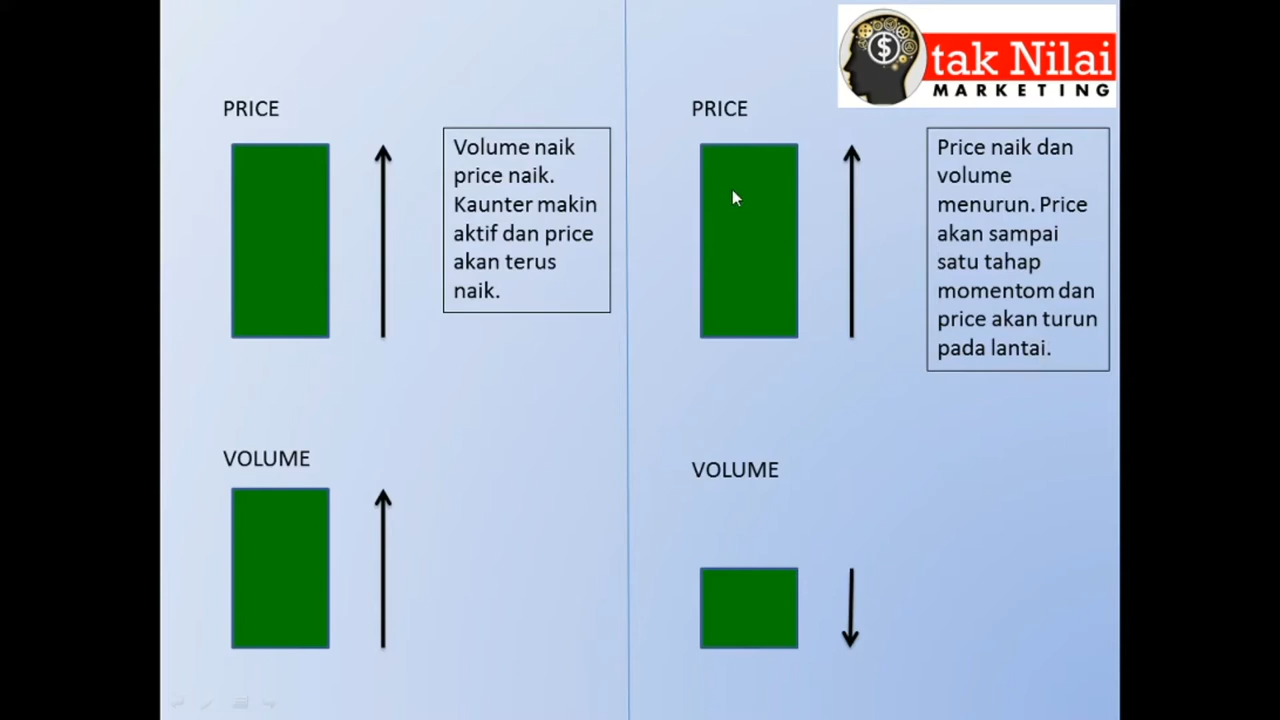 $
tak Nilai
MARKETING
PRICE
Volume naik
price naik.
Kaunter makin
aktif dan price
akan terus
naik.
VOLUME
PRICE
Price naik dan
volume
menurun. Price
akan sampai
satu tahap
momentom dan
price akan turun
pada lantai.
VOLUME